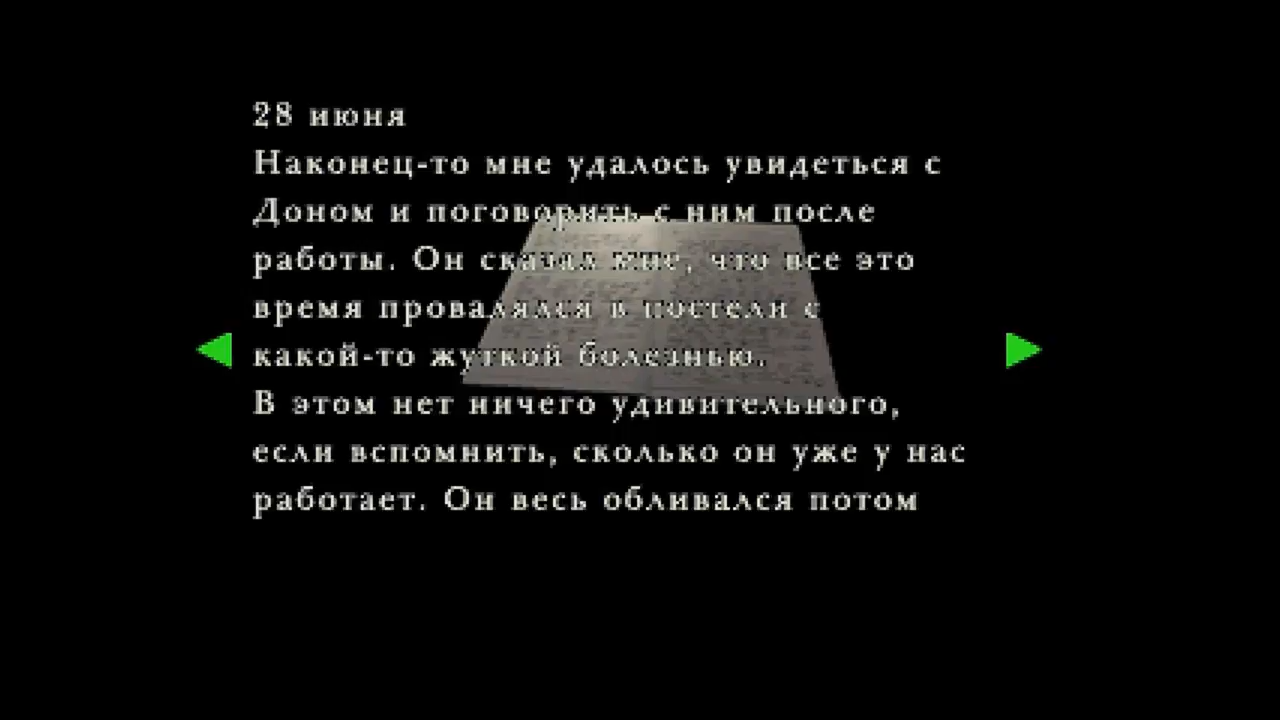 28 июня
Наконец-то мне удалось увидеться с
Доном и поговорить с ним после
работы. Он сказал мне, что все это
время провалялся в постели с
какой-то жуткой болезнью.
В этом нет ничего удивительного,
если вспомнить, сколько он уже у нас
работает. Он весь обливался потом